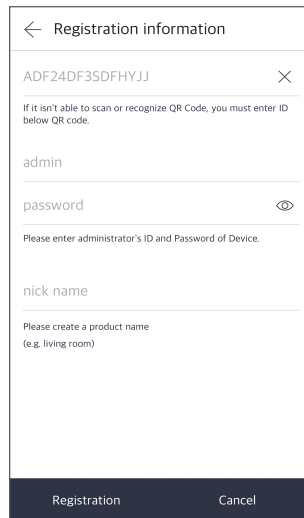 Registration information
ADF24DF3SDFHYJJ
If it isn't able to scan or recognize QR Code, you must enter ID
below QR code.
admin
password
Please enter administrator's ID and Password of Device.
nick name
Please create a product name
(e.g. living room)
Registration Cancel